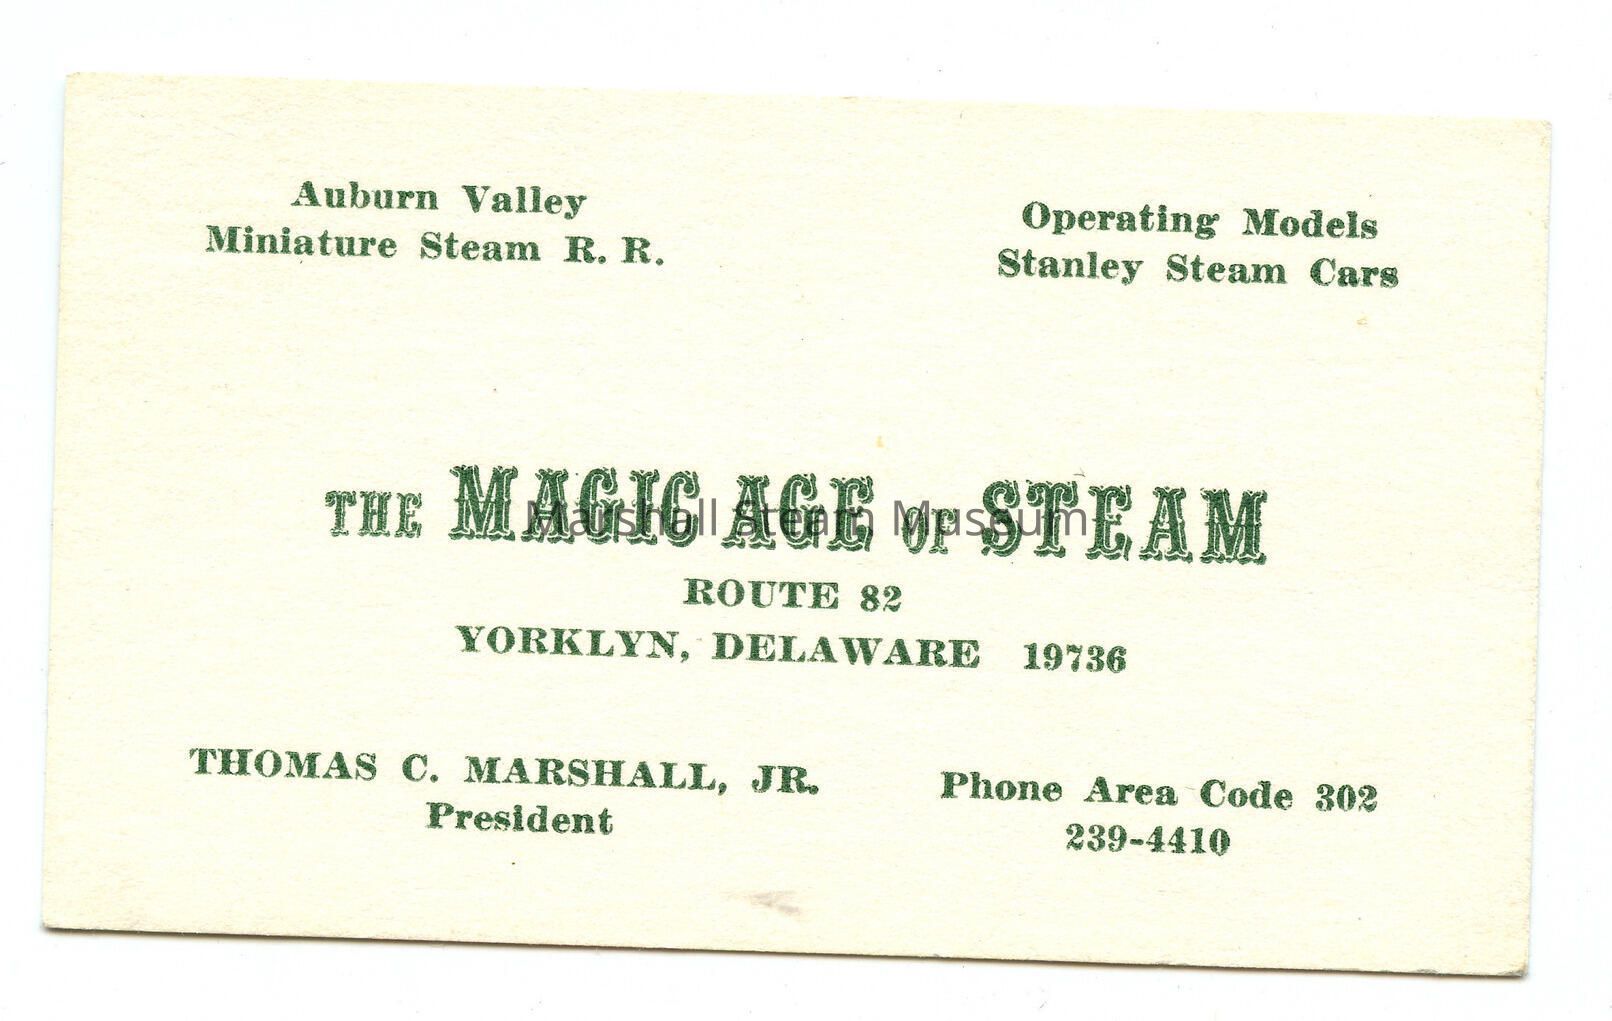 Auburn Valley
Miniature Steam R. R.
Operating Models
Stanley Steam Cars
THE MAGIC AGE OF STEAM
Marshall Steam Museum
ROUTE 82
YORKLYN, DELAWARE 19736
THOMAS C. MARSHALL, JR.
President
Phone Area Code 302
239-4410